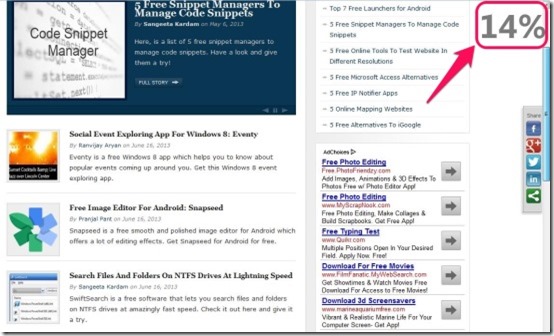 5 Free Snippet Managers To
Manage Code Snippets
By Sangeeta Kardam on May 6, 2013
Here, is a list of 5 free snippet managers to
manage code snippets. Have a look and give
them a try!
FULL STORY
Code Snippet
Manager
Social Event Exploring App For Windows 8: Eventy
By Ranvijay Aryan on June 16, 2013
Eventy is a free Windows 8 app which helps you to know about
popular events coming up around you. Get this Windows 8 event
exploring app.
Free Image Editor For Android: Snapseed
By Pranjal Pant on June 16, 2013
Snapseed is a free smooth and polished image editor for Android which
offers a lot of editing effects. Get Snapseed for Android for free.
Search Files And Folders On NTFS Drives At Lightning Speed
By Sangeeta Kardam on June 16, 2013
SwiftSearch is a free software that lets you search files and folders
on NTFS drives at amazingly fast speed. Check it out here and give it
a try.
Top 7 Free Launchers for Android
5 Free Snippet Managers To Manage Code
Snippets
5 Free Online Tools To Test Website In
Different Resolutions
5 Free Microsoft Access Alternatives
5 Free IP Notifier Apps
5 Online Mapping Websites
5 Free Alternatives To iGoogle
14%
Share
AdChoices
Free Photo Editing
Free.PhotoFriendzy.com
Add Images, Animations & 3D Effects To
Photos Free w/ Photo Editor App!
Free Photo Editing
www.MyScrapNook.com
Free Photo Editing, Make Collages &
Build Scrapbooks. Get Free App!
Free Typing Test
www.Quikr.com
Multiple Positions Open In Your Desired
Field. Apply Now. Free!
Download For Free Movies
www.FilmFanatic.MyWebSearch.com
Get Showtimes & Watch Movies Free
Download For Access to Free Movies!
Download 3d Screensavers
www.marineaquariumfree.com
Vibrant & Realistic Marine Life For Your
Computer Screen- Get App